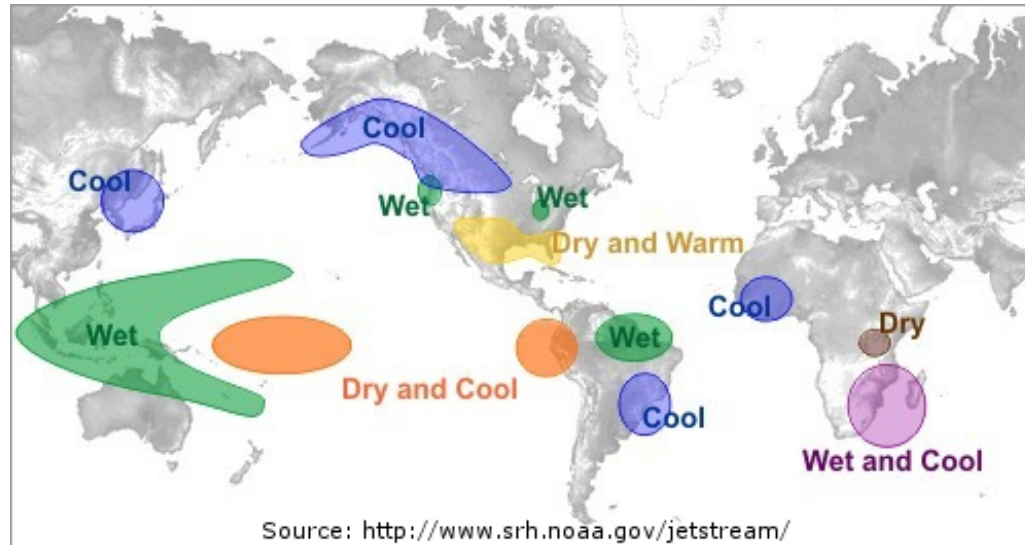 Cool
Cool
Wet
Wet
Dry and Warm
Cool
Wet
Wet
Dry
Dry and Cool
Cool
Wet and Cool
Source: http://www.srh.noaa.gov/jetstream/